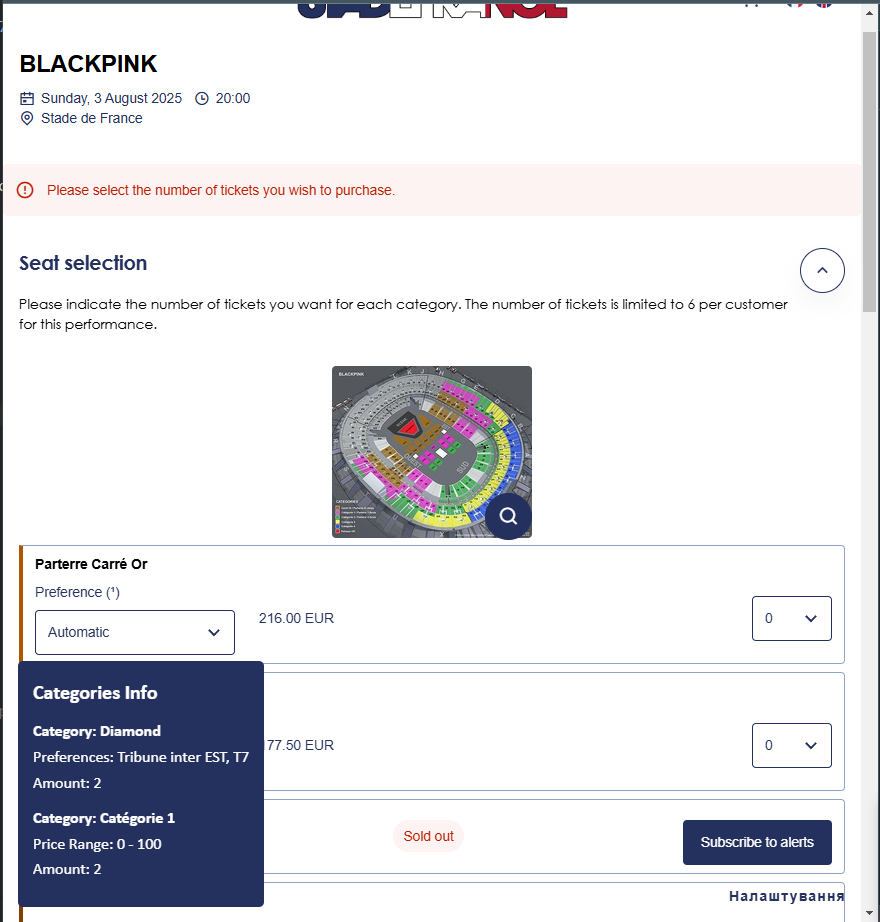 BLACKPINK
Sunday, 3 August 2025 20:00
Stade de France
Please select the number of tickets you wish to purchase.
Seat selection
Please indicate the number of tickets you want for each category. The number of tickets is limited to 6 per customer
for this performance.
BLACKPINK
SUD
Parterre Carré Or
Preference (¹)
Automatic
216.00 EUR
0
Categories Info
Category: Diamond
Preferences: Tribune inter EST, T7
Amount: 2
Category: Catégorie 1
Price Range: 0 - 100
Amount: 2
77.50 EUR
0
Sold out
Subscribe to alerts
Налаштування